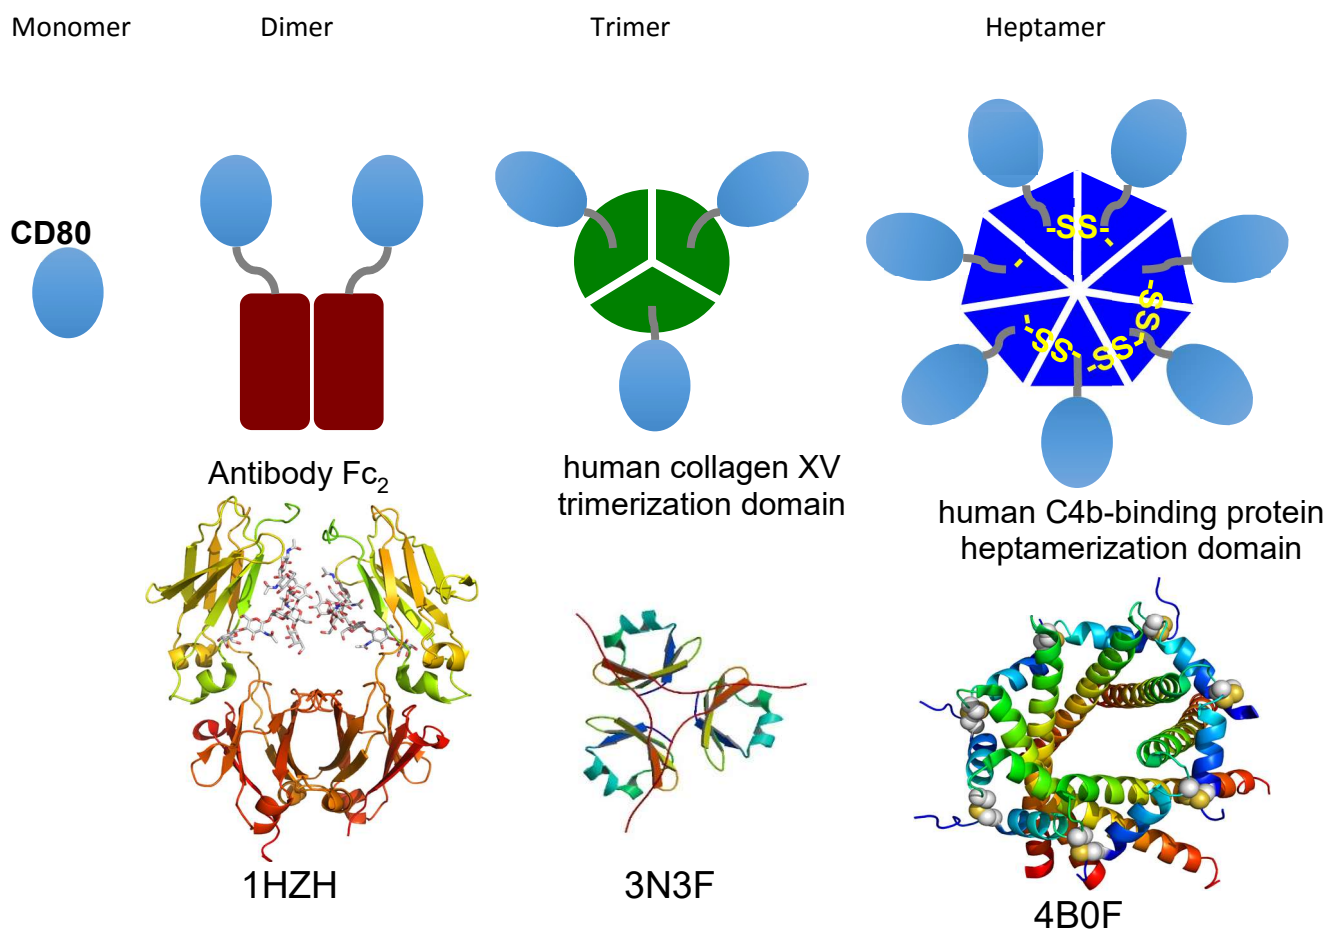 Monomer
Dimer
Trimer
Heptamer
CD80
-SS-
-SS-
-SS-
-SS-
Antibody Fc₂
human collagen XV
trimerization domain
human C4b-binding protein
heptamerization domain
1HZH
3N3F
4B0F